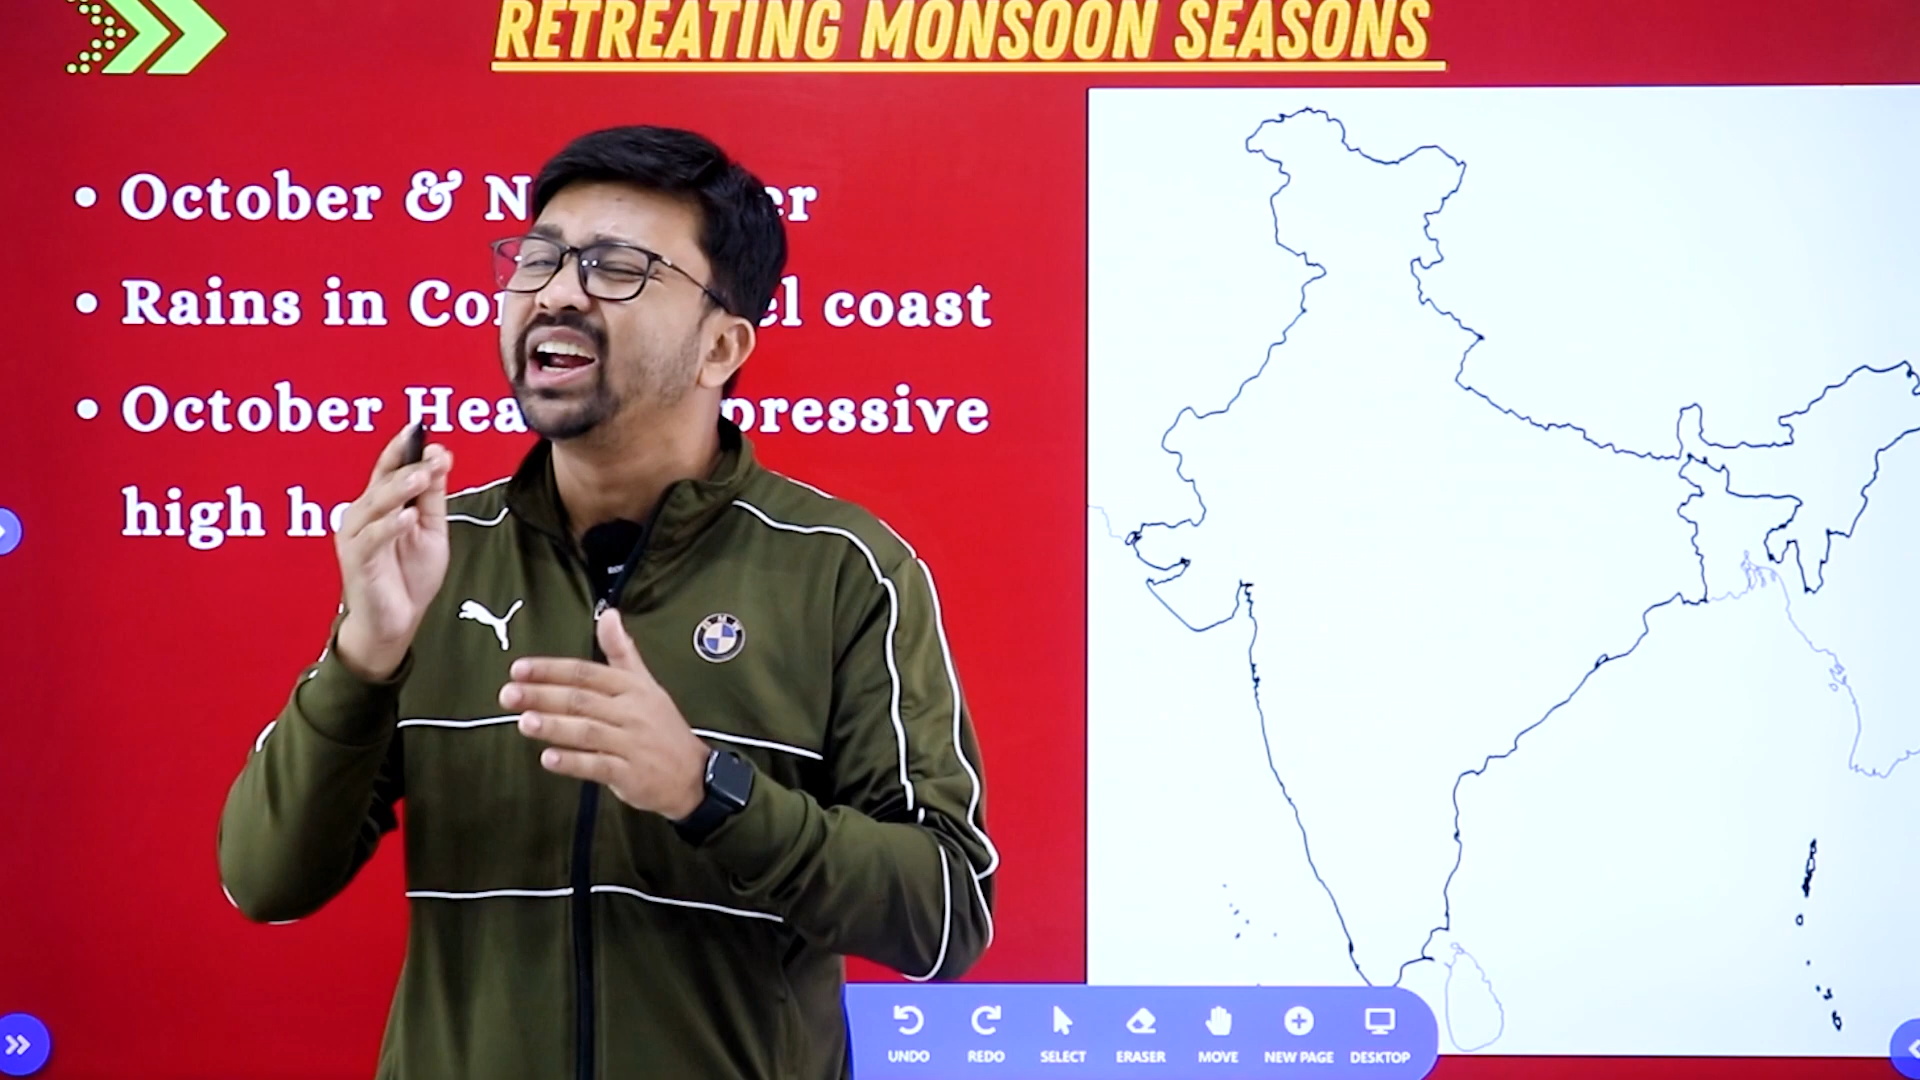 RETREATING MONSOON SEASONS
• October & N er
• Rains in Co el coast
• October Hea pressive
high h
BMW
UNDO REDO SELECT ERASER MOVE NEW PAGE DESKTOP